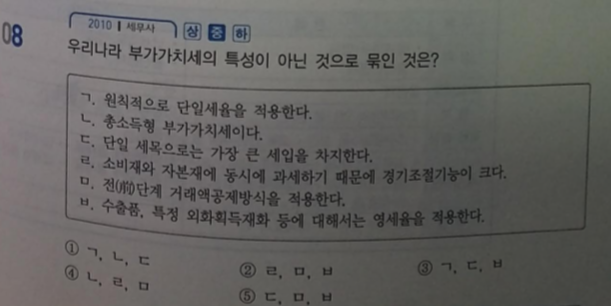 08
2010 | 세무사 상 중 하
우리나라 부가가치세의 특성이 아닌 것으로 묶인 것은?
ㄱ. 원칙적으로 단일세율을 적용한다.
ㄴ. 총소득형 부가가치세이다.
ㄷ. 단일 세목으로는 가장 큰 세입을 차지한다.
ㄹ. 소비재와 자본재에 동시에 과세하기 때문에 경기조절기능이 크다.
ㅁ. 전(前)단계 거래액공제방식을 적용한다.
ㅂ. 수출품, 특정 외화획득재화 등에 대해서는 영세율을 적용한다.
① ㄱ, ㄴ, ㄷ ② ㄹ, ㅁ, ㅂ ③ ㄱ, ㄷ, ㅂ
④ ㄴ, ㄹ, ㅁ ⑤ ㄷ, ㅁ, ㅂ